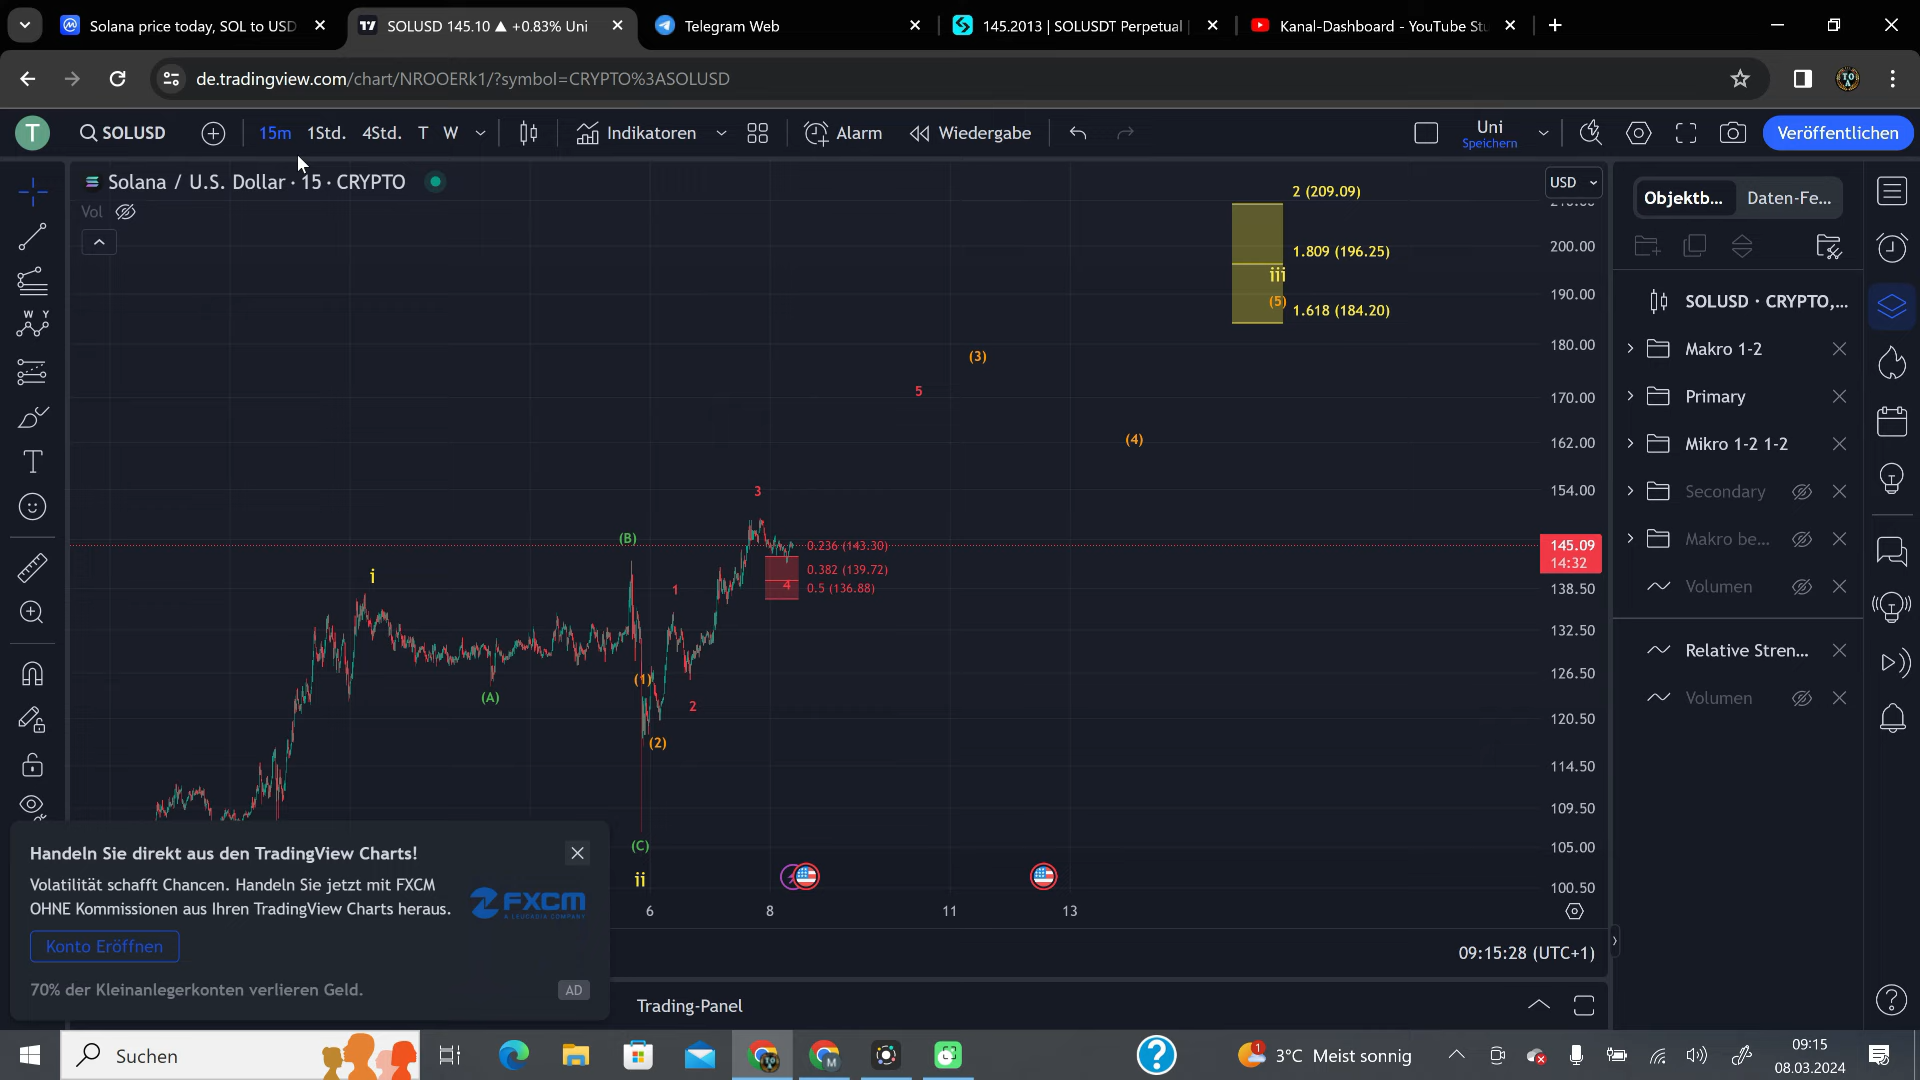 Solana price today, SOL to USD
SOLUSD 145.10 ▲ +0.83% Uni
Telegram Web
145.2013 | SOLUSDT Perpetual |
Kanal-Dashboard - YouTube Stu
de.tradingview.com/chart/NROOERk1/?symbol=CRYPTO%3ASOLUSD
T
SOLUSD
15m
1Std.
4Std.
T
W
Indikatoren
Alarm
Wiedergabe
Uni
Speichern
Veröffentlichen
Solana / U.S. Dollar · 15 · CRYPTO
Vol
USD
2 (209.09)
1.809 (196.25)
iii
(5)
1.618 (184.20)
200.00
190.00
180.00
170.00
162.00
154.00
145.09
14:32
138.50
132.50
126.50
120.50
114.50
109.50
105.00
100.50
(3)
5
(4)
3
(B)
0.236 (143.30)
0.382 (139.72)
4
0.5 (136.88)
i
1
(1)
(A)
2
(2)
(C)
ii
6
8
11
13
09:15:28 (UTC+1)
Trading-Panel
Objektb...
Daten-Fe...
SOLUSD · CRYPTO,...
Makro 1-2
Primary
Mikro 1-2 1-2
Secondary
Makro be...
Volumen
Relative Stren...
Volumen
Handeln Sie direkt aus den TradingView Charts!
Volatilität schafft Chancen. Handeln Sie jetzt mit FXCM
OHNE Kommissionen aus Ihren TradingView Charts heraus.
FXCM
A LEUCADIA COMPANY
Konto Eröffnen
70% der Kleinanlegerkonten verlieren Geld.
AD
Suchen
1
3°C Meist sonnig
09:15
08.03.2024